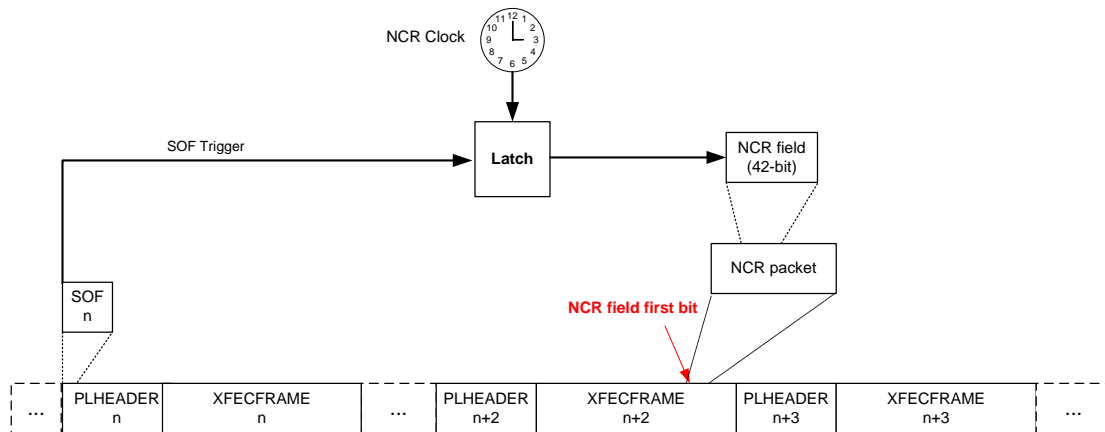 NCR Clock
12
11
1
10
2
9
3
8
4
7
5
6
SOF Trigger
Latch
NCR field
(42-bit)
NCR packet
SOF
n
NCR field first bit
...
PLHEADER
n
XFECFRAME
n
...
PLHEADER
n+2
XFECFRAME
n+2
PLHEADER
n+3
XFECFRAME
n+3
...